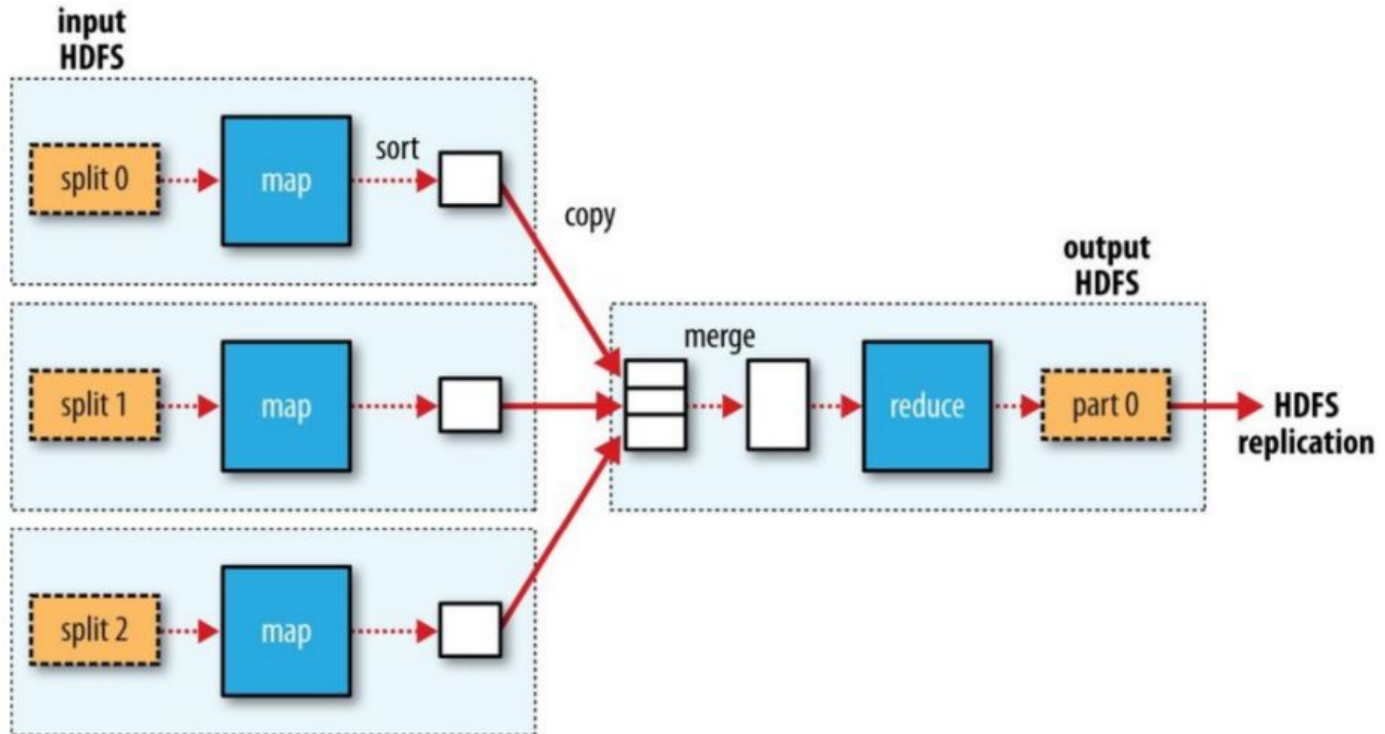 input
HDFS
split 0
map
sort
copy
split 1
map
split 2
map
output
HDFS
merge
reduce
part 0
HDFS
replication